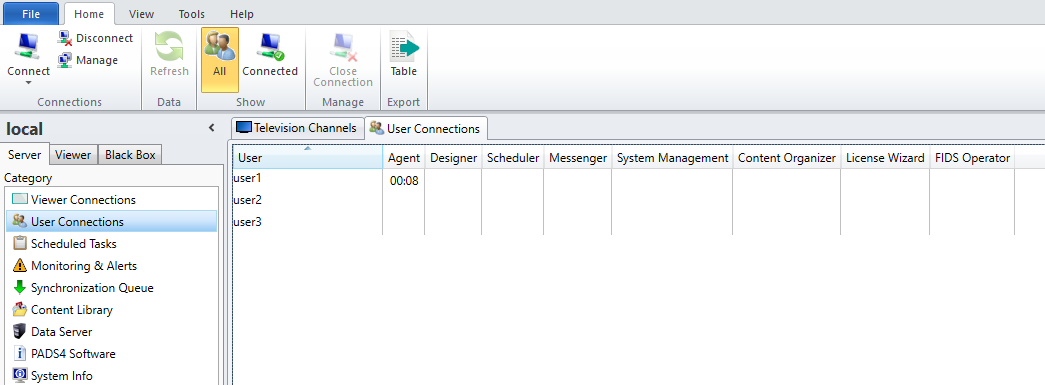 File Home View Tools Help
Connect Disconnect Manage Refresh All Connected Close Connection Table
Connections Data Show Manage Export
local
Server Viewer Black Box
Category
Viewer Connections
User Connections
Scheduled Tasks
Monitoring & Alerts
Synchronization Queue
Content Library
Data Server
PADS4 Software
System Info
Television Channels User Connections
User Agent Designer Scheduler Messenger System Management Content Organizer License Wizard FIDS Operator
user1 00:08
user2
user3